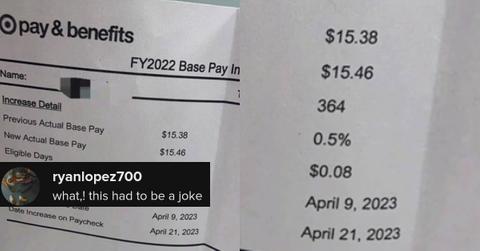 pay & benefits
FY2022 Base Pay In
Name:
Increase Detail
Previous Actual Base Pay $15.38
New Actual Base Pay $15.46
Eligible Days
ryanlopez700
what,! this had to be a joke
Date Increase on Paycheck April 9, 2023
April 21, 2023
$15.38
$15.46
364
0.5%
$0.08
April 9, 2023
April 21, 2023